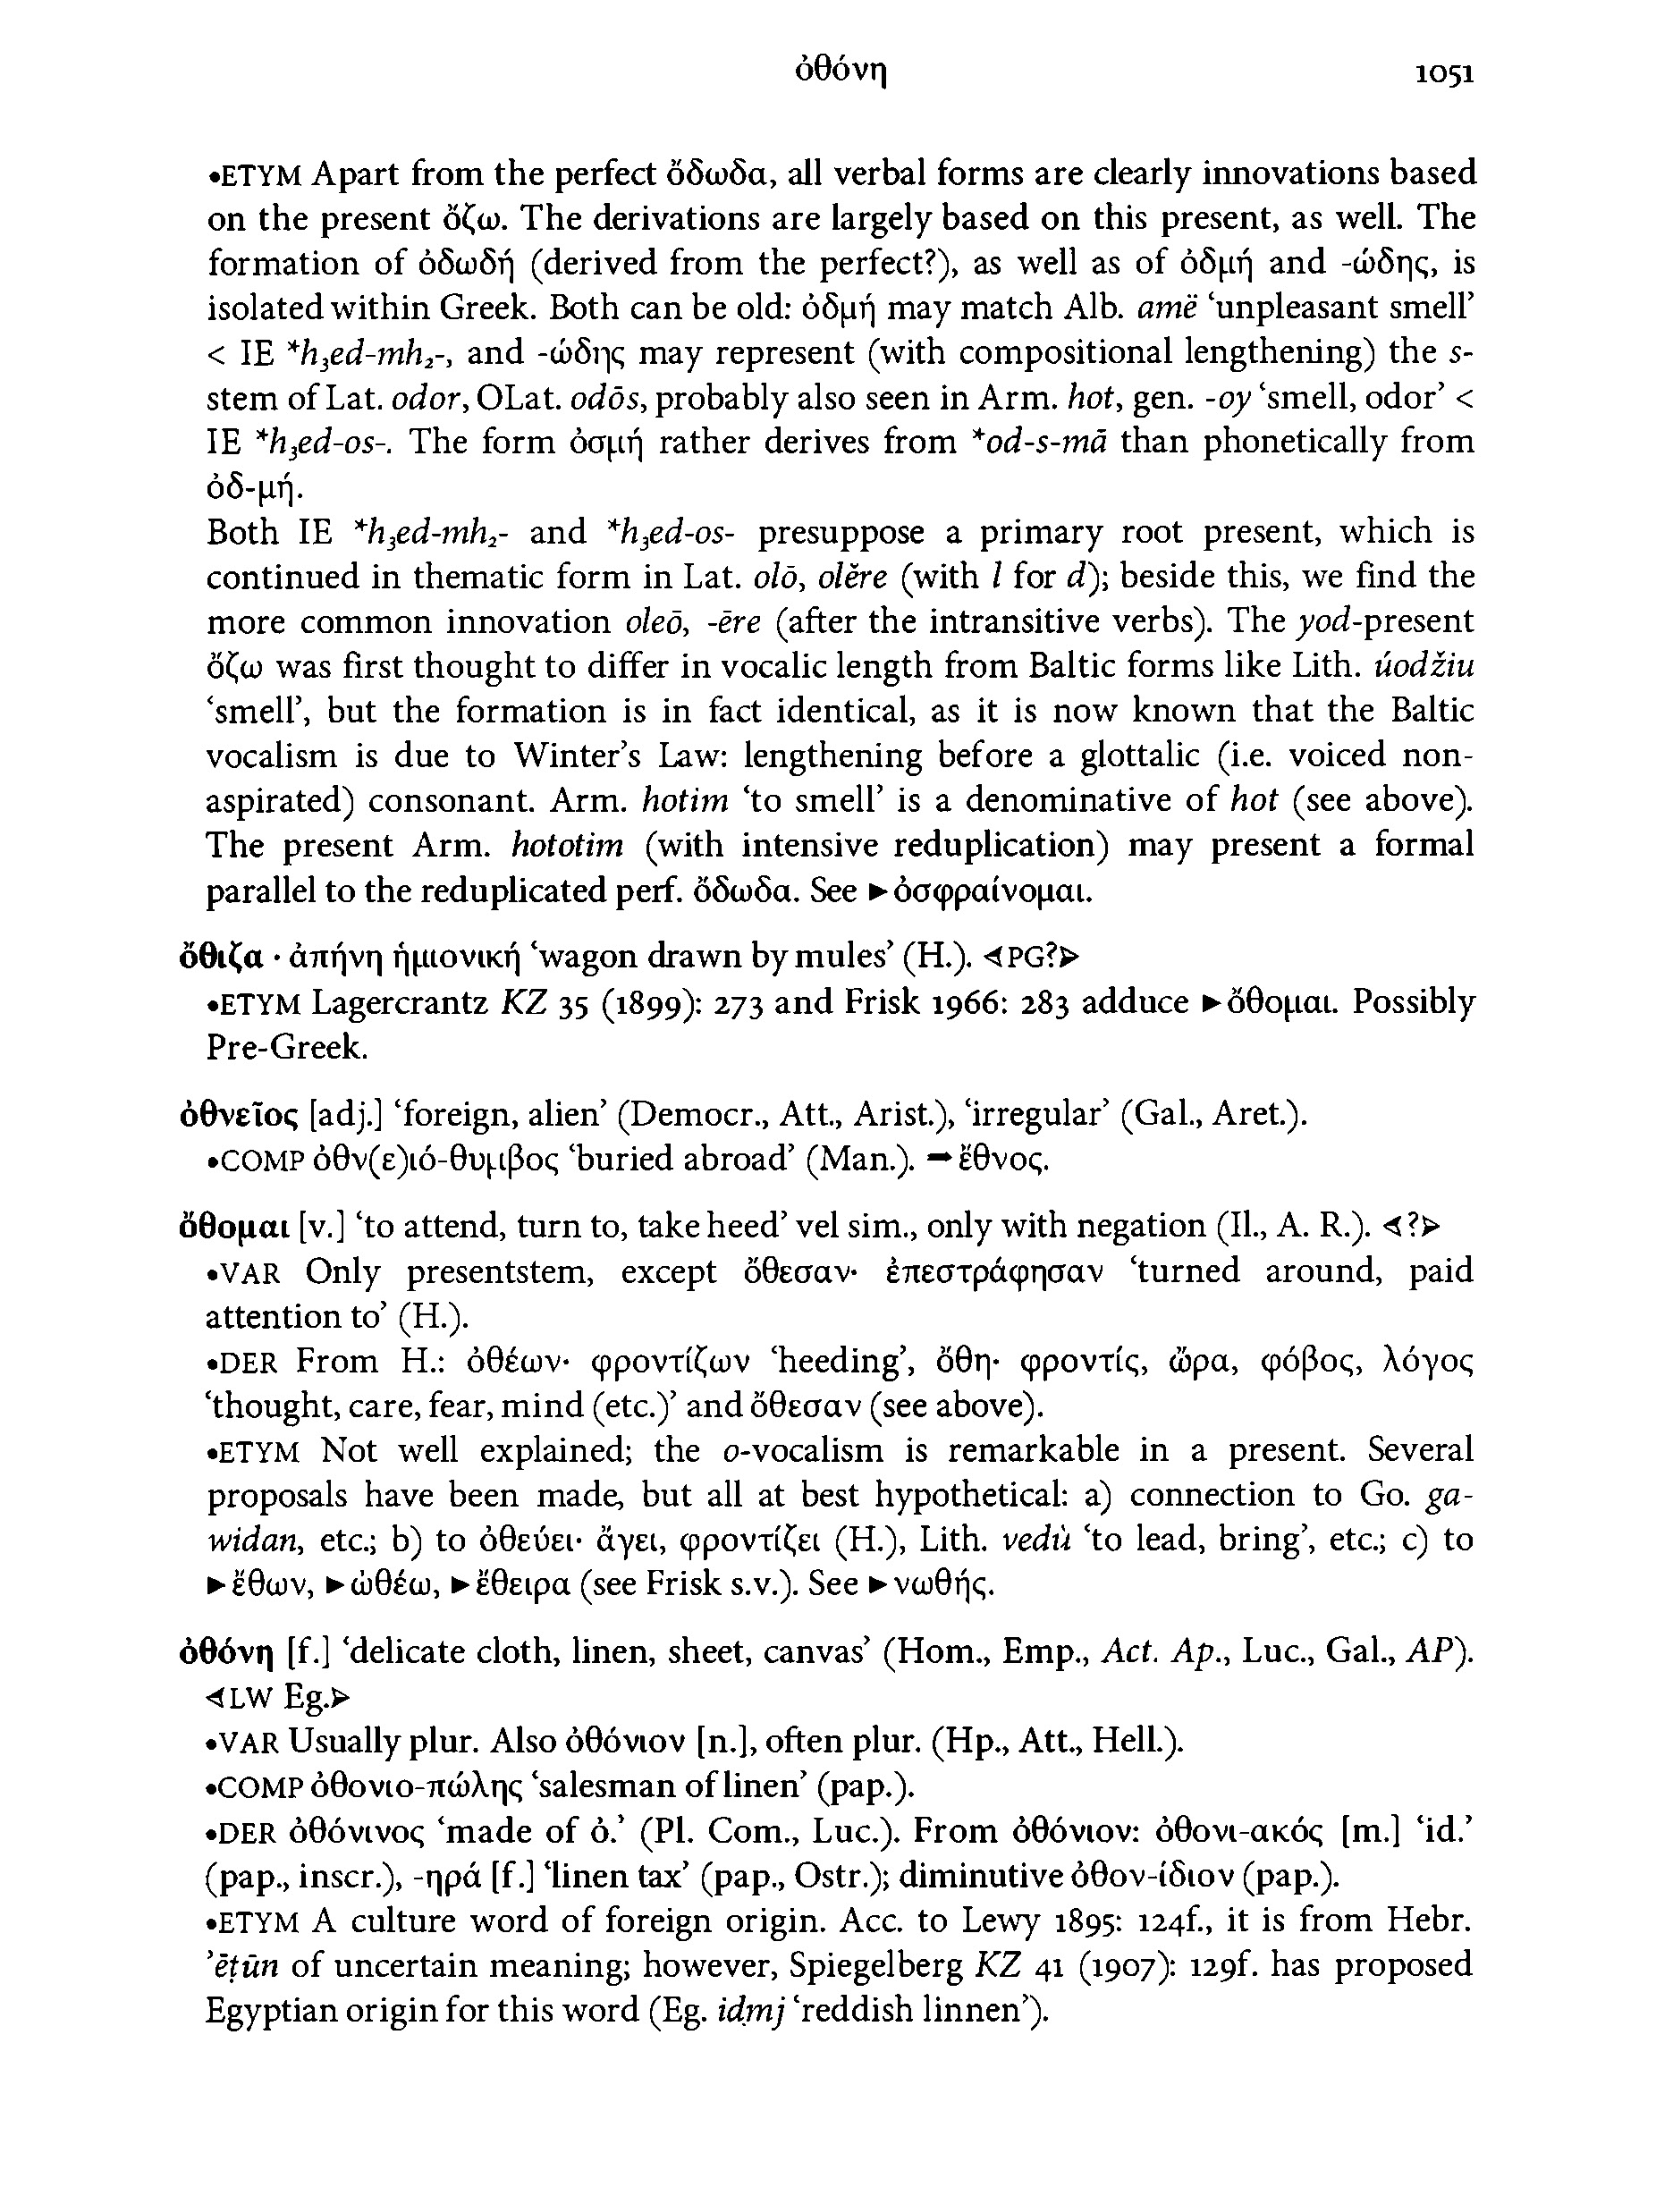 ὀθόνη 1051
•ETYM Apart from the perfect ὄδωδα, all verbal forms are clearly innovations based
on the present ὄζω. The derivations are largely based on this present, as well. The
formation of ὀδωδή (derived from the perfect?), as well as of ὀδμή and -ώδης, is
isolated within Greek. Both can be old: ὀδμή may match Alb. amë ‘unpleasant smell’
< IE *h₃ed-mh₂-, and -ώδης may represent (with compositional lengthening) the s-
stem of Lat. odor, OLat. odōs, probably also seen in Arm. hot, gen. -oy ‘smell, odor’ <
IE *h₃ed-os-. The form ὀσμή rather derives from *od-s-mā than phonetically from
ὀδ-μή.
Both IE *h₃ed-mh₂- and *h₃ed-os- presuppose a primary root present, which is
continued in thematic form in Lat. olō, olĕre (with l for d); beside this, we find the
more common innovation oleō, -ēre (after the intransitive verbs). The yod-present
ὄζω was first thought to differ in vocalic length from Baltic forms like Lith. úodžiu
‘smell’, but the formation is in fact identical, as it is now known that the Baltic
vocalism is due to Winter’s Law: lengthening before a glottalic (i.e. voiced non-
aspirated) consonant. Arm. hotim ‘to smell’ is a denominative of hot (see above).
The present Arm. hototim (with intensive reduplication) may present a formal
parallel to the reduplicated perf. ὄδωδα. See ►ὀσφραίνομαι.
ὄθιζα · ἀπήνη ἡμιονική ‘wagon drawn by mules’ (H.). ⊲PG?⊳
•ETYM Lagercrantz KZ 35 (1899): 273 and Frisk 1966: 283 adduce ►ὄθομαι. Possibly
Pre-Greek.
ὀθνεῖος [adj.] ‘foreign, alien’ (Democr., Att., Arist.), ‘irregular’ (Gal., Aret.).
•COMP ὀθν(ε)ιό-θυμβος ‘buried abroad’ (Man.). ➡ἔθνος.
ὄθομαι [v.] ‘to attend, turn to, take heed’ vel sim., only with negation (Il., A. R.). ⊲?⊳
•VAR Only presentstem, except ὄθεσαν· ἐπεστράφησαν ‘turned around, paid
attention to’ (H.).
•DER From H.: ὀθέων· φροντίζων ‘heeding’, ὄθη· φροντίς, ὤρα, φόβος, λόγος
‘thought, care, fear, mind (etc.)’ and ὄθεσαν (see above).
•ETYM Not well explained; the o-vocalism is remarkable in a present. Several
proposals have been made, but all at best hypothetical: a) connection to Go. ga-
widan, etc.; b) to ὀθεύει· ἄγει, φροντίζει (H.), Lith. vedù ‘to lead, bring’, etc.; c) to
►ἔθων, ►ὠθέω, ►ἔθειρα (see Frisk s.v.). See ►νωθής.
ὀθόνη [f.] ‘delicate cloth, linen, sheet, canvas’ (Hom., Emp., Act. Ap., Luc., Gal., AP).
⊲LW Eg.⊳
•VAR Usually plur. Also ὀθόνιον [n.], often plur. (Hp., Att., Hell.).
•COMP ὀθονιο-πώλης ‘salesman of linen’ (pap.).
•DER ὀθόνινος ‘made of ὀ.’ (Pl. Com., Luc.). From ὀθόνιον: ὀθονι-ακός [m.] ‘id.’
(pap., inscr.), -ηρά [f.] ‘linen tax’ (pap., Ostr.); diminutive ὀθον-ίδιον (pap.).
•ETYM A culture word of foreign origin. Acc. to Lewy 1895: 124f., it is from Hebr.
’ēṭūn of uncertain meaning; however, Spiegelberg KZ 41 (1907): 129f. has proposed
Egyptian origin for this word (Eg. idmj ‘reddish linnen’).